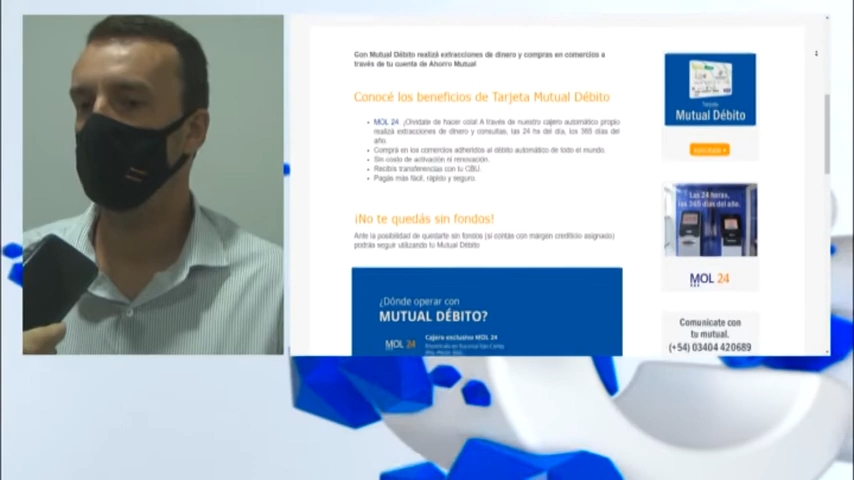 Con Mutual Débito realizá extracciones de dinero y compras en comercios a
través de tu cuenta de Ahorro Mutual
Conocé los beneficios de Tarjeta Mutual Débito
MOL 24. ¡Olvidate de hacer cola! A través de nuestro cajero automático propio
realizá extracciones de dinero y consultas, las 24 hs del día, los 365 días del
año.
Comprá en los comercios adheridos al débito automático de todo el mundo.
Sin costo de activación ni renovación.
Recibís transferencias con tu CBU.
Pagás más fácil, rápido y seguro.
¡No te quedás sin fondos!
Ante la posibilidad de quedarte sin fondos (si contás con margen crediticio asignado)
podrás seguir utilizando tu Mutual Débito
¿Dónde operar con
MUTUAL DÉBITO?
MOL 24
Cajero exclusivo MOL 24
Tarjeta
Mutual Débito
Las 24 horas,
los 365 días del año.
MOL 24
Comunicate con
tu mutual.
(+54) 03404 420689